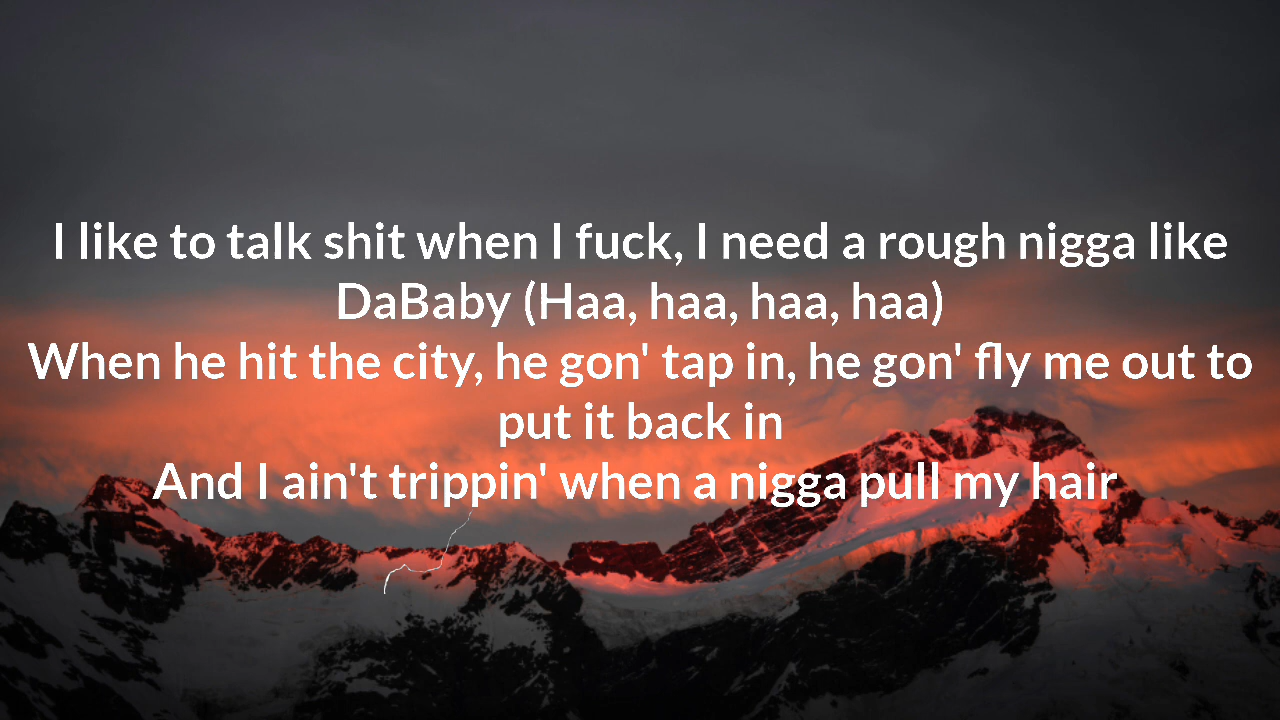 I like to talk shit when I fuck, I need a rough nigga like
DaBaby (Haa, haa, haa, haa)
When he hit the city, he gon' tap in, he gon' fly me out to
put it back in
And I ain't trippin' when a nigga pull my hair